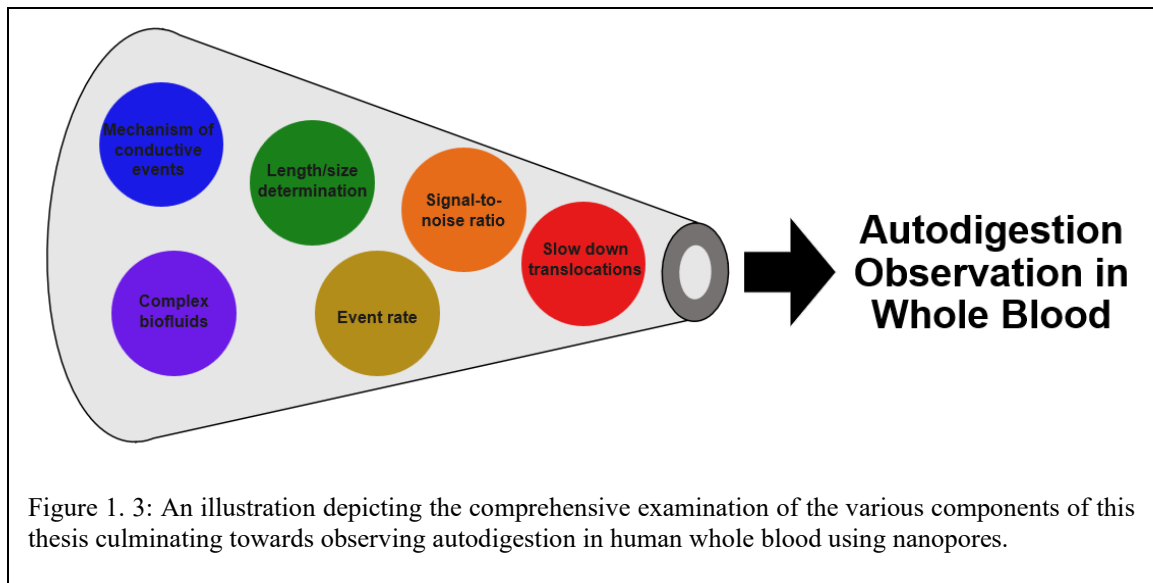 Mechanism of
conductive
events
Length/size
determination
Signal-to-
noise ratio
Slow down
translocations
Complex
biofluids
Event rate
Autodigestion
Observation in
Whole Blood
Figure 1. 3: An illustration depicting the comprehensive examination of the various components of this
thesis culminating towards observing autodigestion in human whole blood using nanopores.